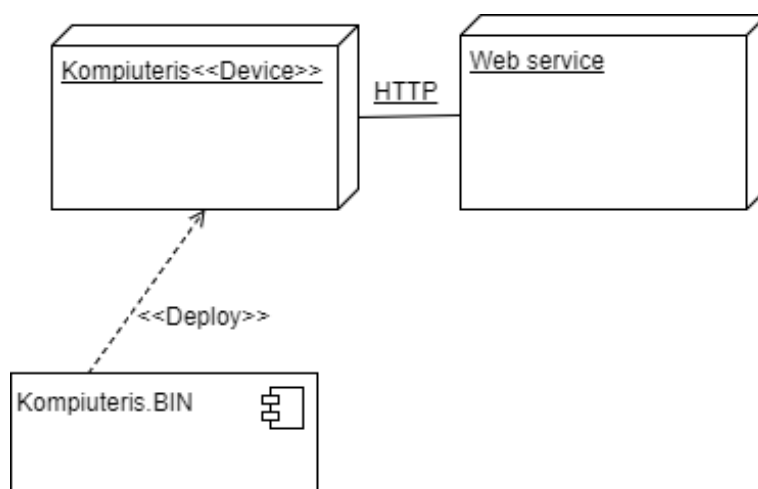 Kompiuteris<<Device>>
HTTP
Web service
<<Deploy>>
Kompiuteris.BIN